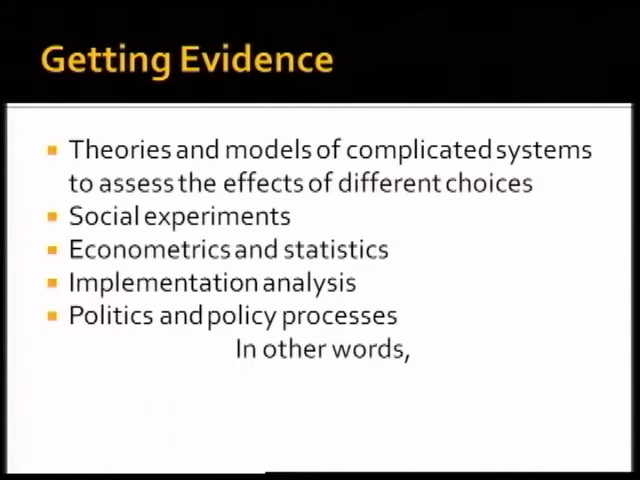 Getting Evidence
Theories and models of complicated systems
to assess the effects of different choices
Social experiments
Econometrics and statistics
Implementation analysis
Politics and policy processes
In other words,